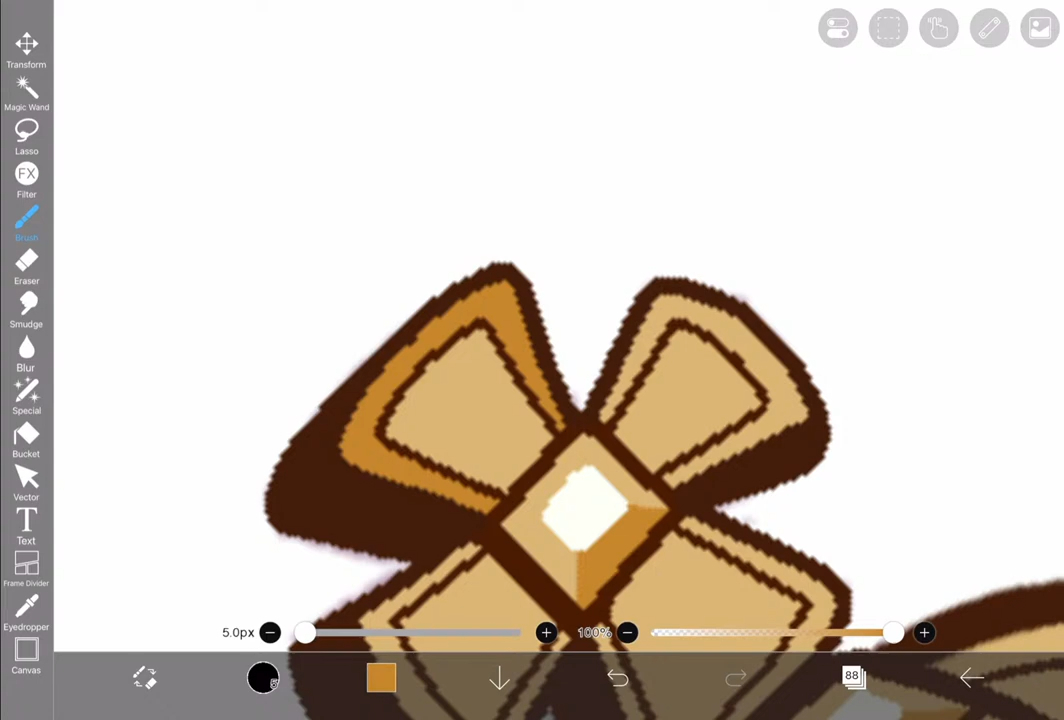 Transform
Magic Wand
Lasso
FX
Filter
Brush
Eraser
Smudge
Blur
Special
Bucket
Vector
T
Text
Frame Divider
Eyedropper
Canvas
5.0px
100%
88